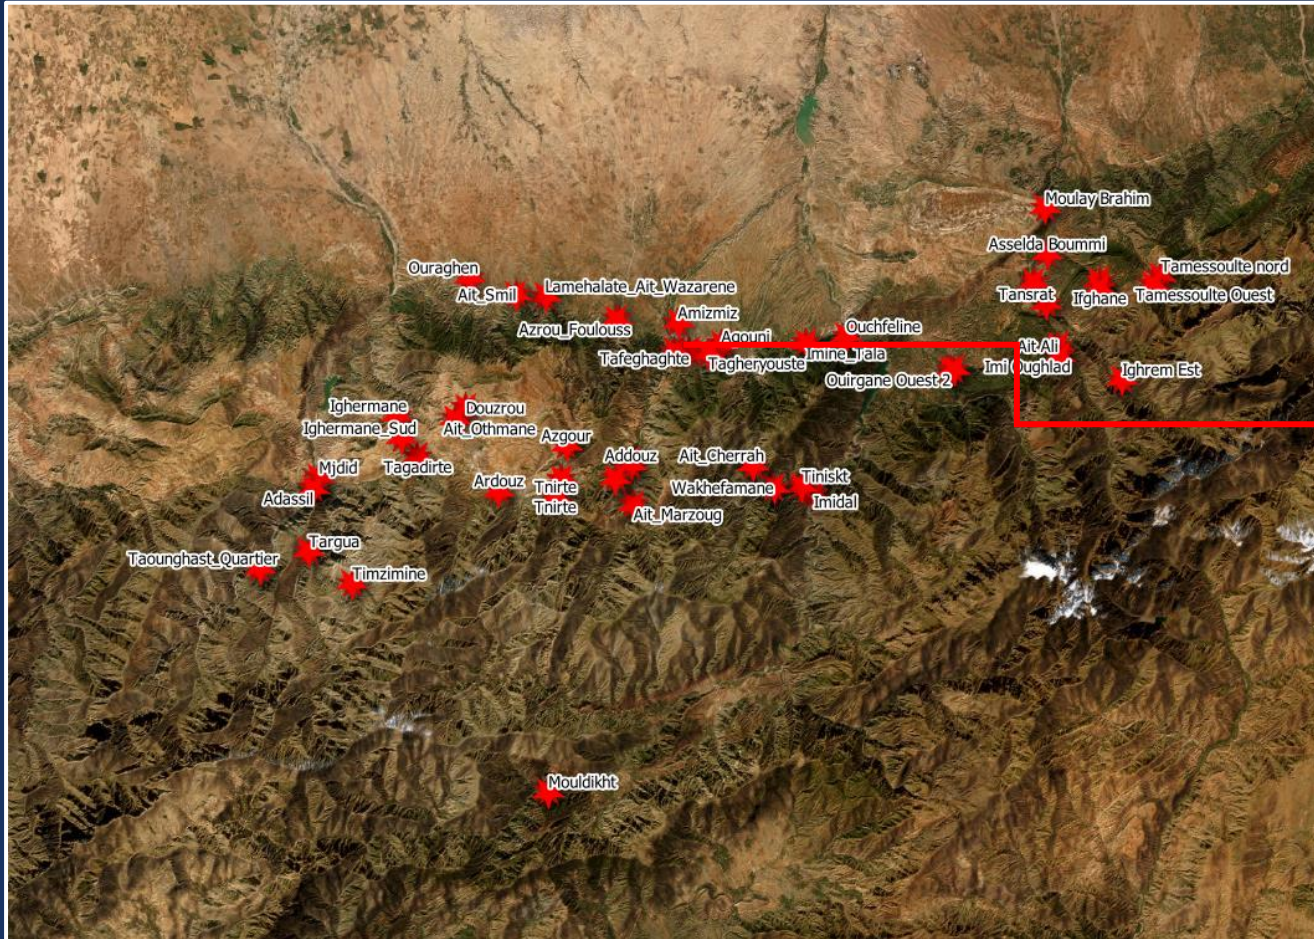 Moulay Brahim
Asselda Boummi
Ouraghen
Tamessoulte nord
Ait_Smil
Lamehalate_Ait_Wazarene
Tansrat
Ifghane
Tamessoulte Ouest
Amizmiz
Azrou_Foulouss
Ouchfeline
Agouni
Ait Ali
Tafeghaghte
Tagheryouste
Imine_Tala
Imi Oughlad
Ighrem Est
Ouirgane Ouest 2
Ighermane
Douzrou
Ighermane_Sud
Ait_Othmane
Azgour
Mjdid
Tagadirte
Addouz
Ait_Cherrah
Ardouz
Tnirte
Wakhefamane
Tiniskt
Adassil
Tnirte
Ait_Marzoug
Imidal
Targua
Taounghast_Quartier
Timzimine
Mouldikht